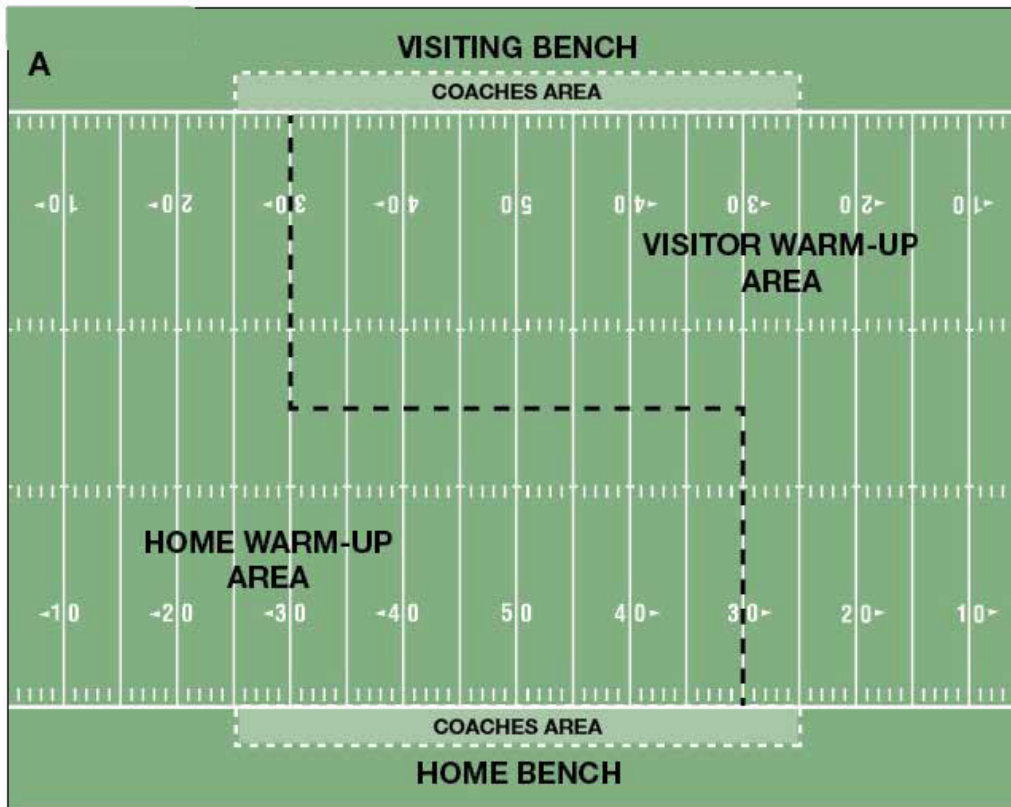 A
VISITING BENCH
COACHES AREA
10 20 30 40 50 40 30 20 10
VISITOR WARM-UP
AREA
HOME WARM-UP
AREA
10 20 30 40 50 40 30 20 10
COACHES AREA
HOME BENCH